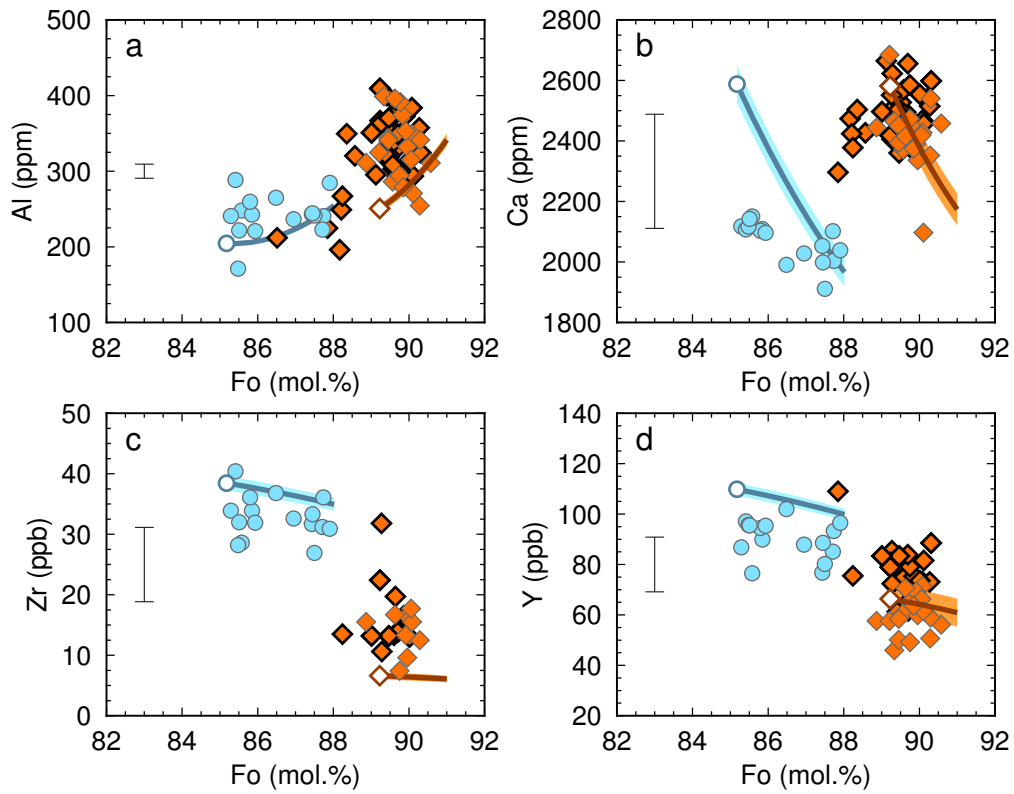 a
500
400
300
200
100
Al (ppm)
82 84 86 88 90 92
Fo (mol.%)
b
2800
2600
2400
2200
2000
1800
Ca (ppm)
82 84 86 88 90 92
Fo (mol.%)
c
50
40
30
20
10
0
Zr (ppb)
82 84 86 88 90 92
Fo (mol.%)
d
140
120
100
80
60
40
20
Y (ppb)
82 84 86 88 90 92
Fo (mol.%)